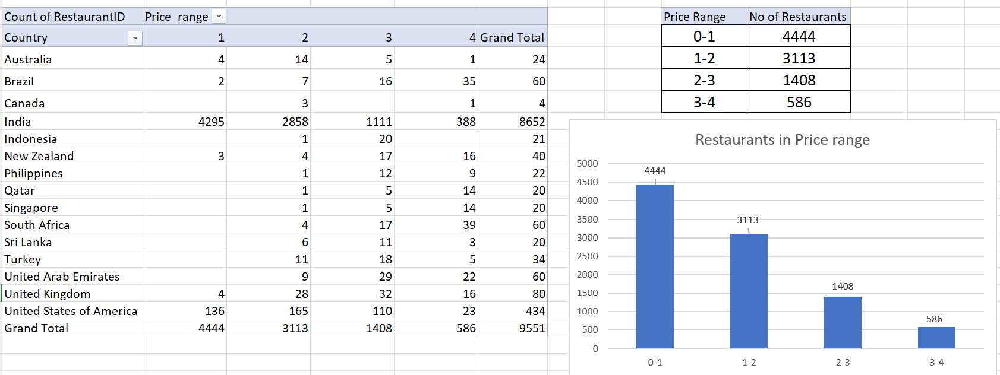 Count of RestaurantID Price_range
Country 1 2 3 4 Grand Total
Australia 4 14 5 1 24
Brazil 2 7 16 35 60
Canada 3 1 4
India 4295 2858 1111 388 8652
Indonesia 1 20 21
New Zealand 3 4 17 16 40
Philippines 1 12 9 22
Qatar 1 5 14 20
Singapore 1 5 14 20
South Africa 4 17 39 60
Sri Lanka 6 11 3 20
Turkey 11 18 5 34
United Arab Emirates 9 29 22 60
United Kingdom 4 28 32 16 80
United States of America 136 165 110 23 434
Grand Total 4444 3113 1408 586 9551
Price Range No of Restaurants
0-1 4444
1-2 3113
2-3 1408
3-4 586
Restaurants in Price range
5000
4500
4000
3500
3000
2500
2000
1500
1000
500
0
4444
3113
1408
586
0-1 1-2 2-3 3-4